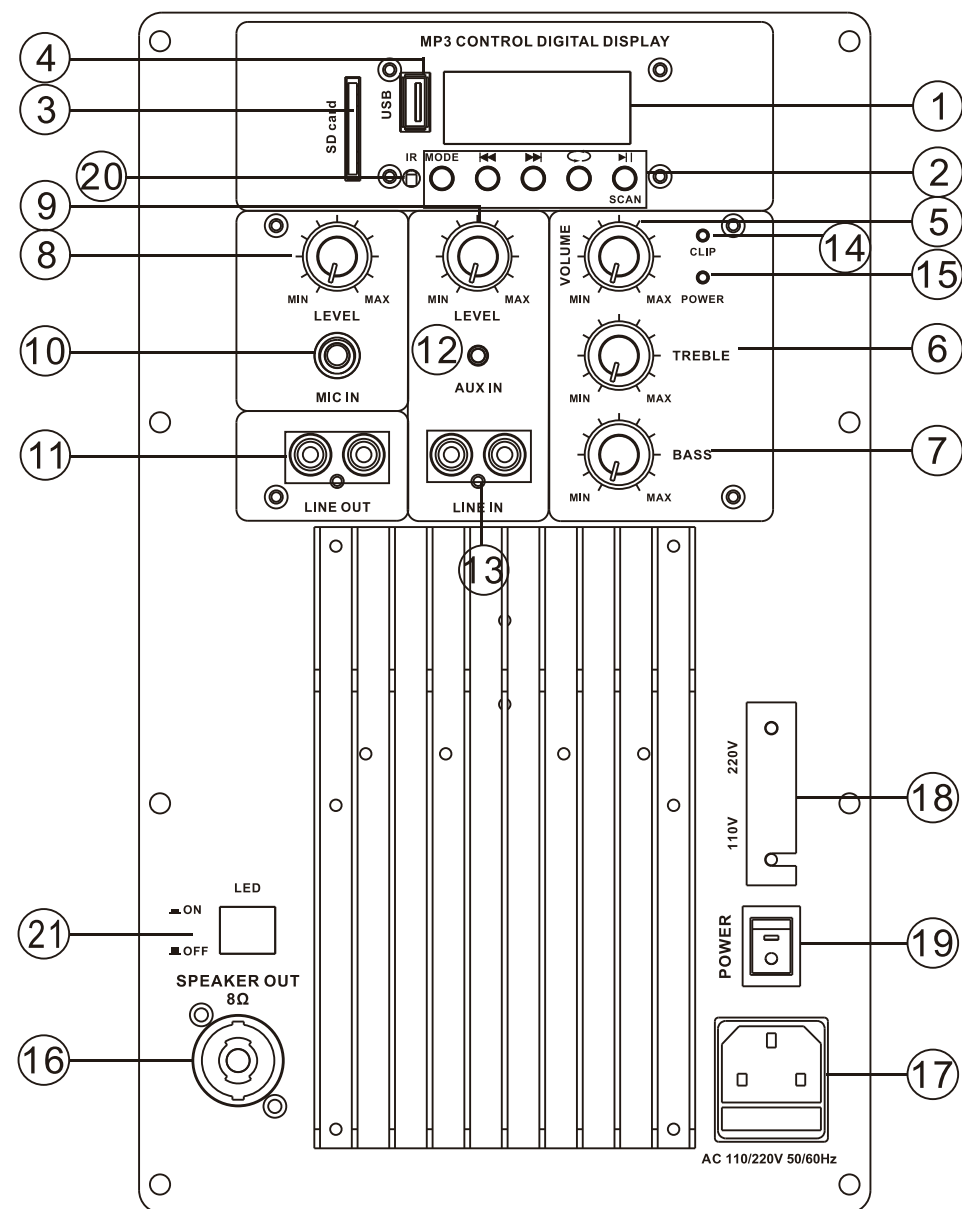 MP3 CONTROL DIGITAL DISPLAY
4
USB
3
SD card
1
20
IR
MODE
2
SCAN
9
5
8
VOLUME
CLIP
14
MIN
MAX
MIN
MAX
MIN
MAX
POWER
15
LEVEL
LEVEL
10
12
TREBLE
6
AUX IN
MIC IN
MIN
MAX
11
BASS
7
MIN
MAX
LINE OUT
LINE IN
13
220V
18
110V
LED
ON
21
OFF
POWER
19
SPEAKER OUT
8Ω
16
17
AC 110/220V 50/60Hz